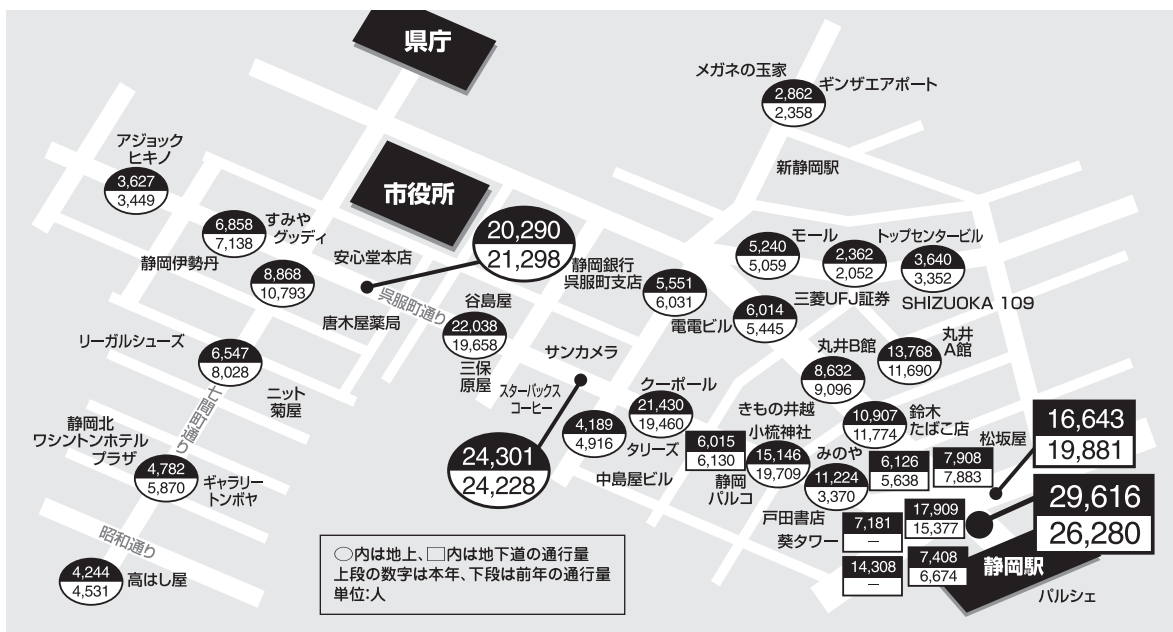 県庁
メガネの玉家
ギンザエアポート
2,862
2,358
アジョック
ヒキノ
3,627
3,449
新静岡駅
市役所
6,858
7,138
すみや
グッディ
静岡伊勢丹
8,868
10,793
安心堂本店
20,290
21,298
静岡銀行
呉服町支店
5,551
6,031
モール
5,240
5,059
2,362
2,052
トップセンタービル
3,640
3,352
三菱UFJ証券
SHIZUOKA 109
電電ビル
6,014
5,445
呉服町通り
唐木屋薬局
谷島屋
22,038
19,658
三保
原屋
リーガルシューズ
6,547
8,028
ニット
菊屋
七間町通り
サンカメラ
スターバックス
コーヒー
24,301
24,228
4,189
4,916
タリーズ
中島屋ビル
クーポール
21,430
19,460
丸井B館
8,632
9,096
13,768
11,690
丸井
A館
きもの井越
小梳神社
15,146
19,709
6,015
6,130
静岡
パルコ
10,907
11,774
鈴木
たばこ店
みのや
11,224
3,370
戸田書店
6,126
5,638
7,908
7,883
松坂屋
16,643
19,881
29,616
26,280
17,909
15,377
葵タワー
7,181
－
14,308
－
7,408
6,674
静岡駅
パルシェ
静岡北
ワシントンホテル
プラザ
4,782
5,870
ギャラリー
トンボヤ
昭和通り
4,244
4,531
高はし屋
○内は地上、□内は地下道の通行量
上段の数字は本年、下段は前年の通行量
単位:人